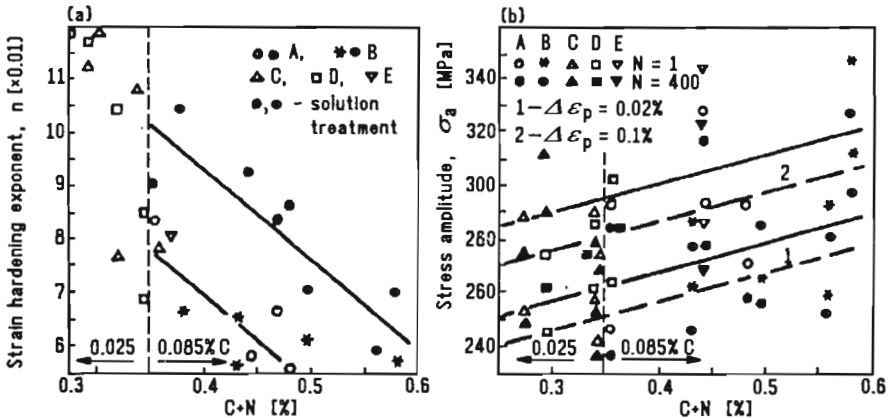 (a)
Strain hardening exponent, n [×0.01]
11
10
9
8
7
6
A, B
C, D, E
, - solution
treatment
0.025
0.085% C
0.3 0.4 0.5 0.6
C+N [%]
(b)
Stress amplitude, σa [MPa]
340
320
290
270
260
240
A B C D E
N = 1
N = 400
1-Δεp = 0.02%
2-Δεp = 0.1%
2
1
0.025
0.085% C
0.3 0.4 0.5 0.6
C+N [%]